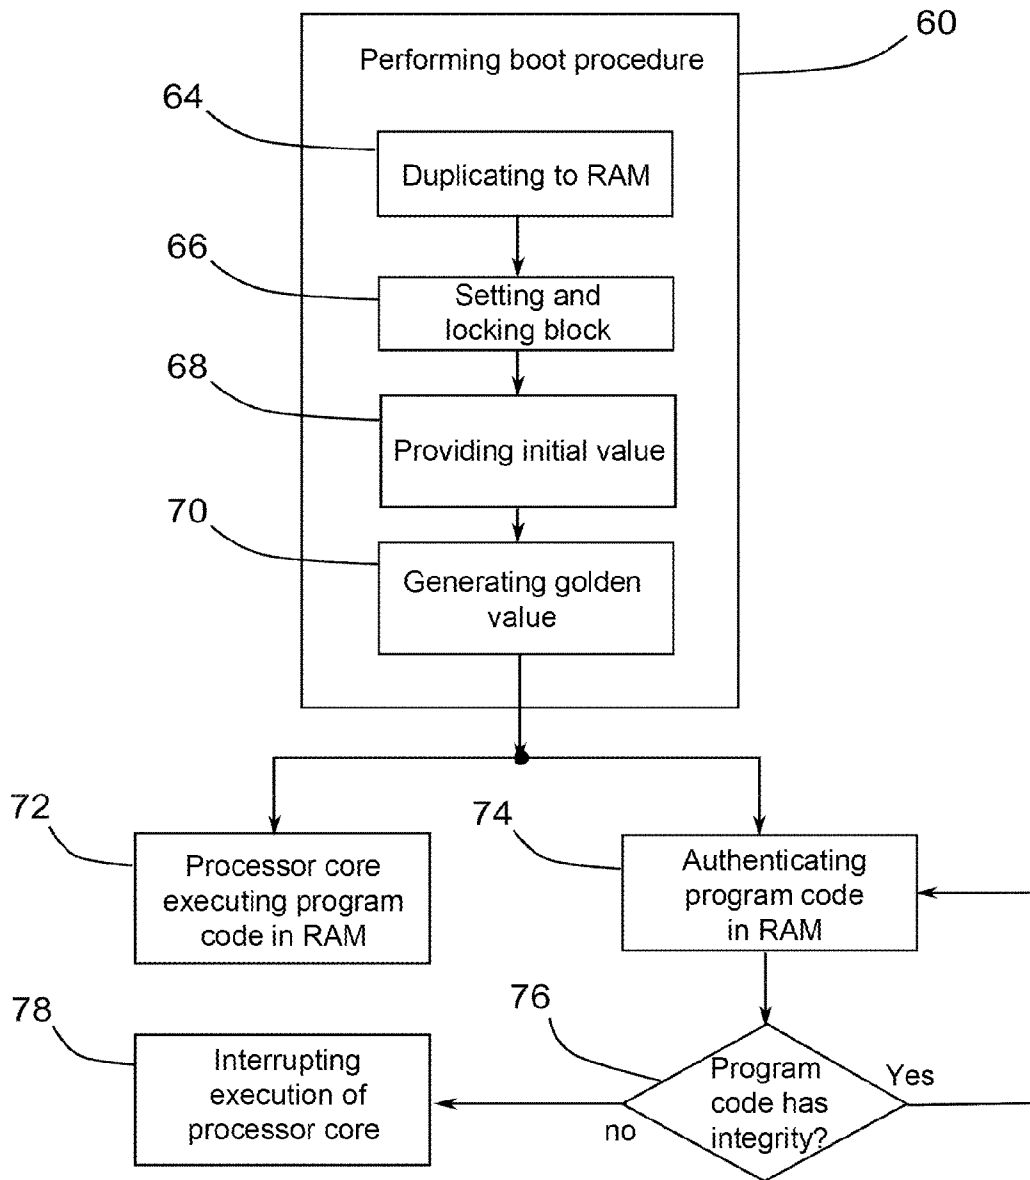 60
Performing boot procedure
64
Duplicating to RAM
66
Setting and
locking block
68
Providing initial value
70
Generating golden
value
72
Processor core
executing program
code in RAM
74
Authenticating
program code
in RAM
76
Program
code has
integrity?
Yes
no
78
Interrupting
execution of
processor core